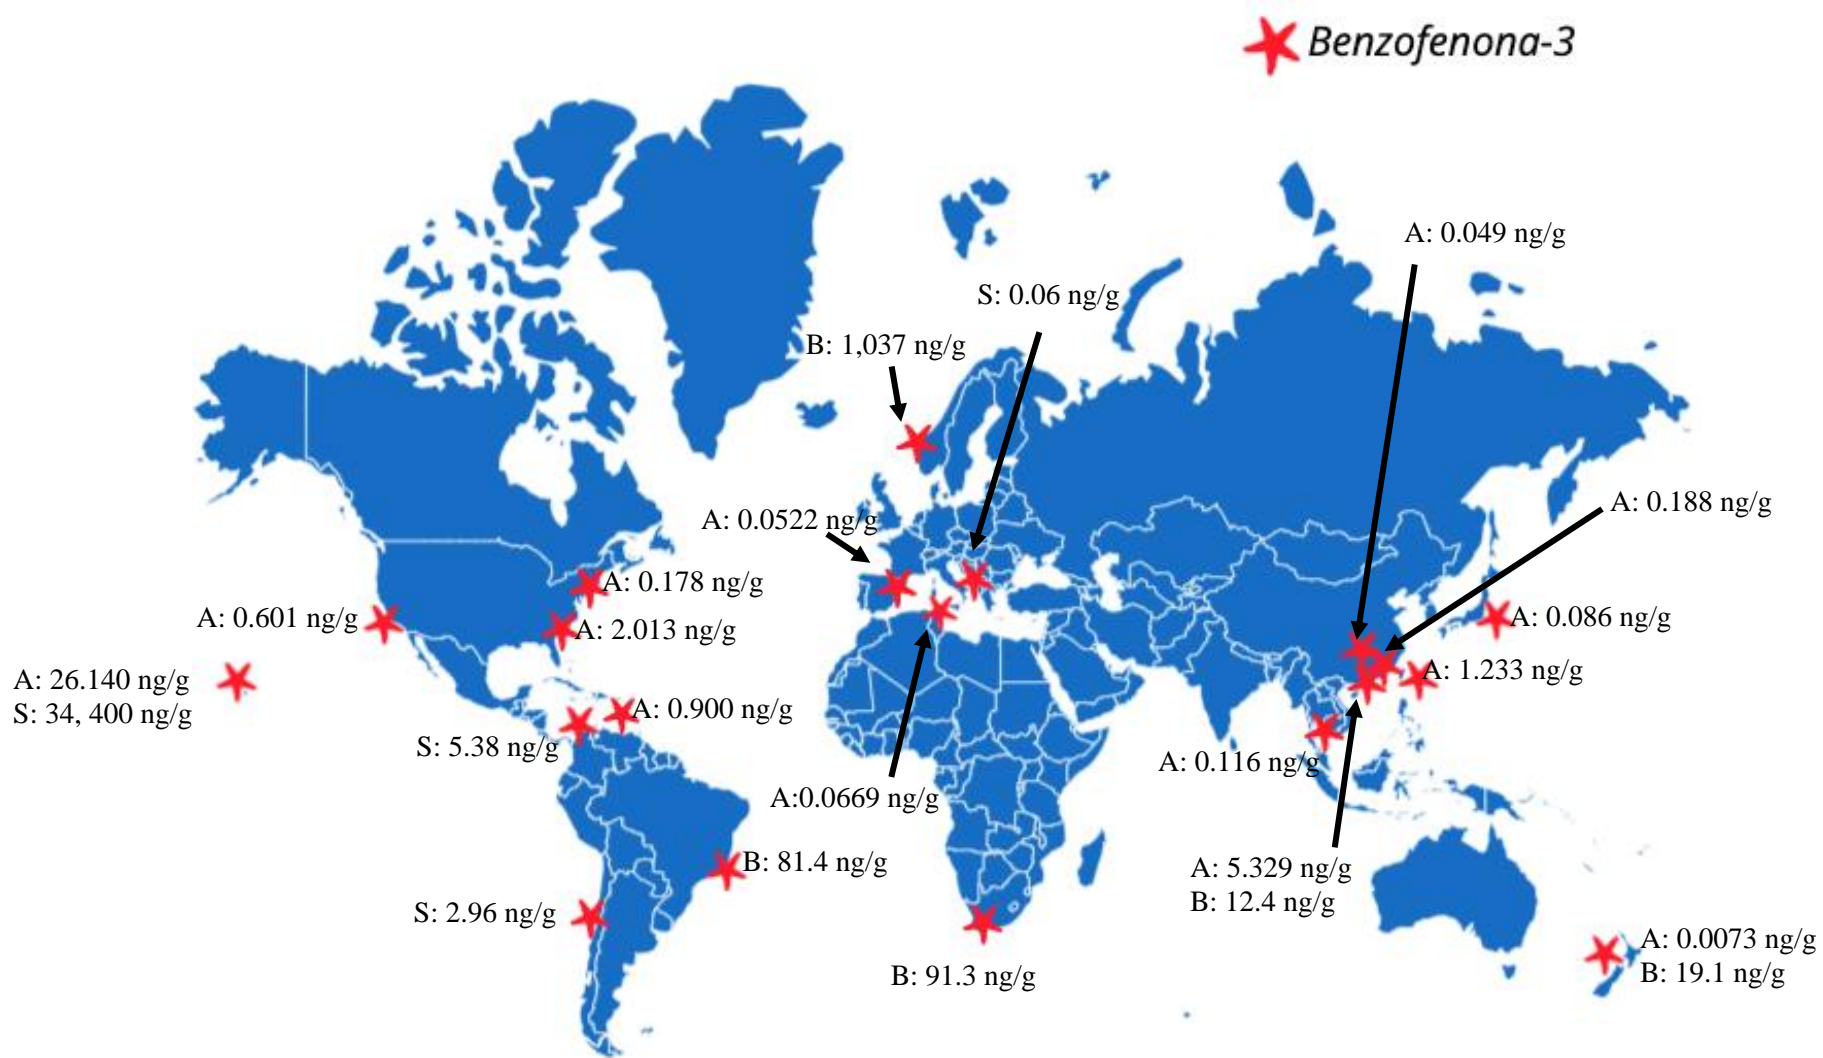 Benzofenona-3
A: 0.049 ng/g
S: 0.06 ng/g
B: 1,037 ng/g
A: 0.188 ng/g
A: 0.0522 ng/g
A: 0.178 ng/g
A: 0.601 ng/g
A: 2.013 ng/g
A: 0.086 ng/g
A: 26.140 ng/g
S: 34, 400 ng/g
A: 1.233 ng/g
A: 0.900 ng/g
S: 5.38 ng/g
A: 0.116 ng/g
A:0.0669 ng/g
B: 81.4 ng/g
A: 5.329 ng/g
B: 12.4 ng/g
S: 2.96 ng/g
A: 0.0073 ng/g
B: 19.1 ng/g
B: 91.3 ng/g